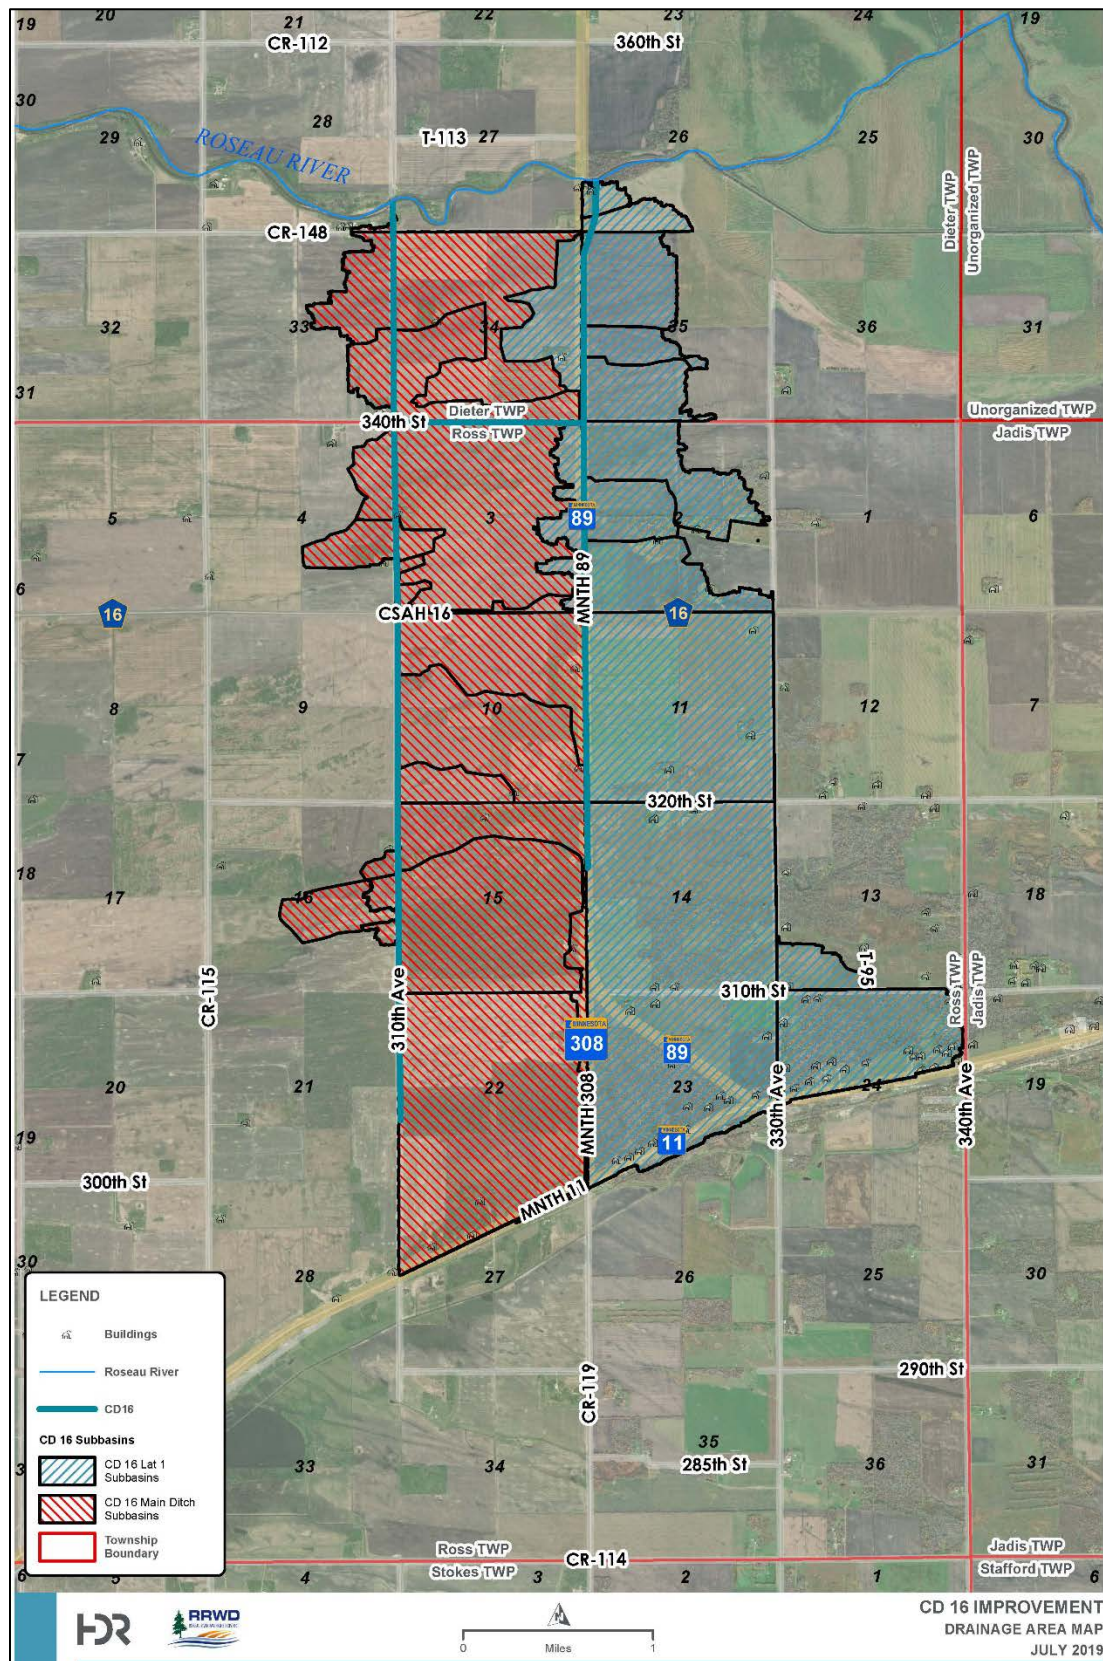 19 20 21 22 23 24 19
CR-112 360th St
30 29 28 T-113 27 26 25 30
ROSEAU RIVER
Dieter TWP
Unorganized TWP
CR-148
32 33 34 35 36 31
31
340th St Dieter TWP Unorganized TWP
Ross TWP Jadis TWP
5 4 3 MINNESOTA 89 2 1 6
MNTH 89
6
16 CSAH 16 16
8 9 10 11 12 7
7
320th St
18
17 16 15 14 13 18
T-95
CR-115 310th Ave 310th St Ross TWP
Jadis TWP
MINNESOTA 308 MINNESOTA 89
20 21 22 23 24 19
MNTH 308 330th Ave 340th Ave
19
MINNESOTA 11
300th St MNTH 11
30 28 27 26 25 30
LEGEND
Buildings
Roseau River
CD16
CD 16 Subbasins
CD 16 Lat 1
Subbasins
CD 16 Main Ditch
Subbasins
Township
Boundary
290th St
CR-119
35
33 34 285th St 36 31
3
Ross TWP Jadis TWP
CR-114
Stokes TWP Stafford TWP
6 5 4 3 2 1 6
HDR RRWD
N
0 Miles 1
CD 16 IMPROVEMENT
DRAINAGE AREA MAP
JULY 2019